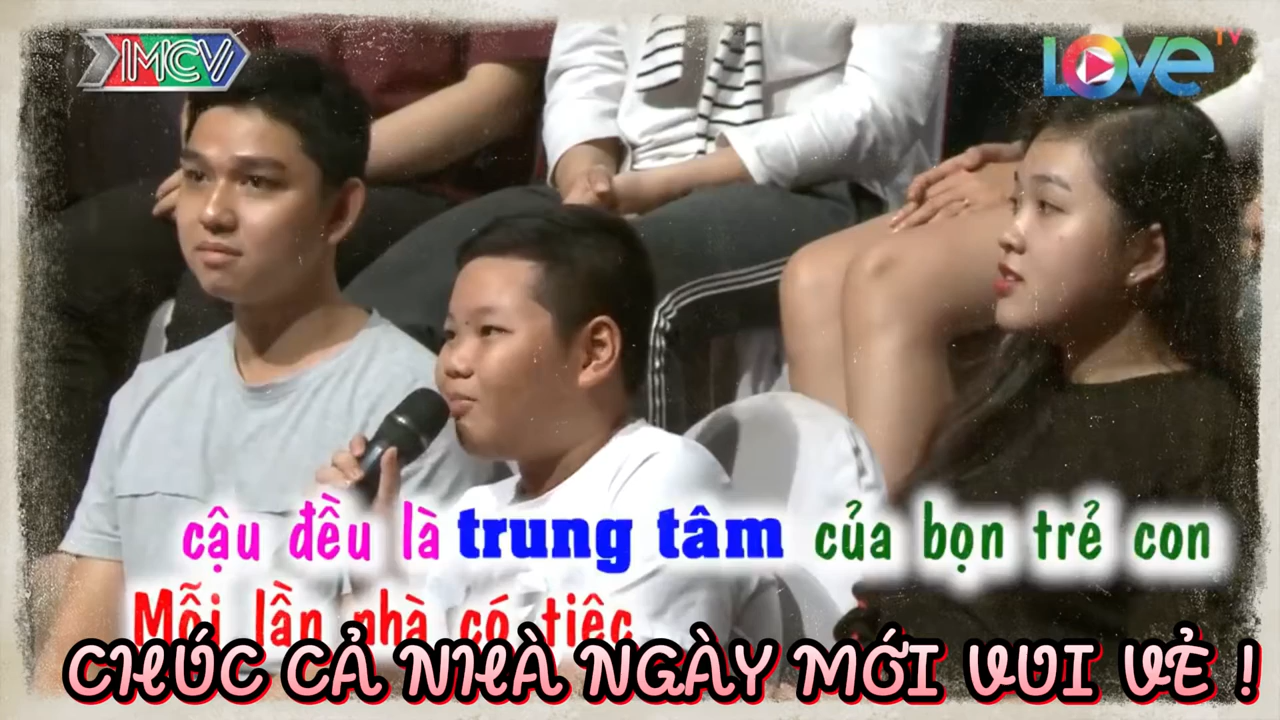 MCV
LOVE TV
cậu đều là trung tâm của bọn trẻ con
Mỗi lần nhà có tiệc
CHÚC CẢ NHÀ NGÀY MỚI VUI VẺ !